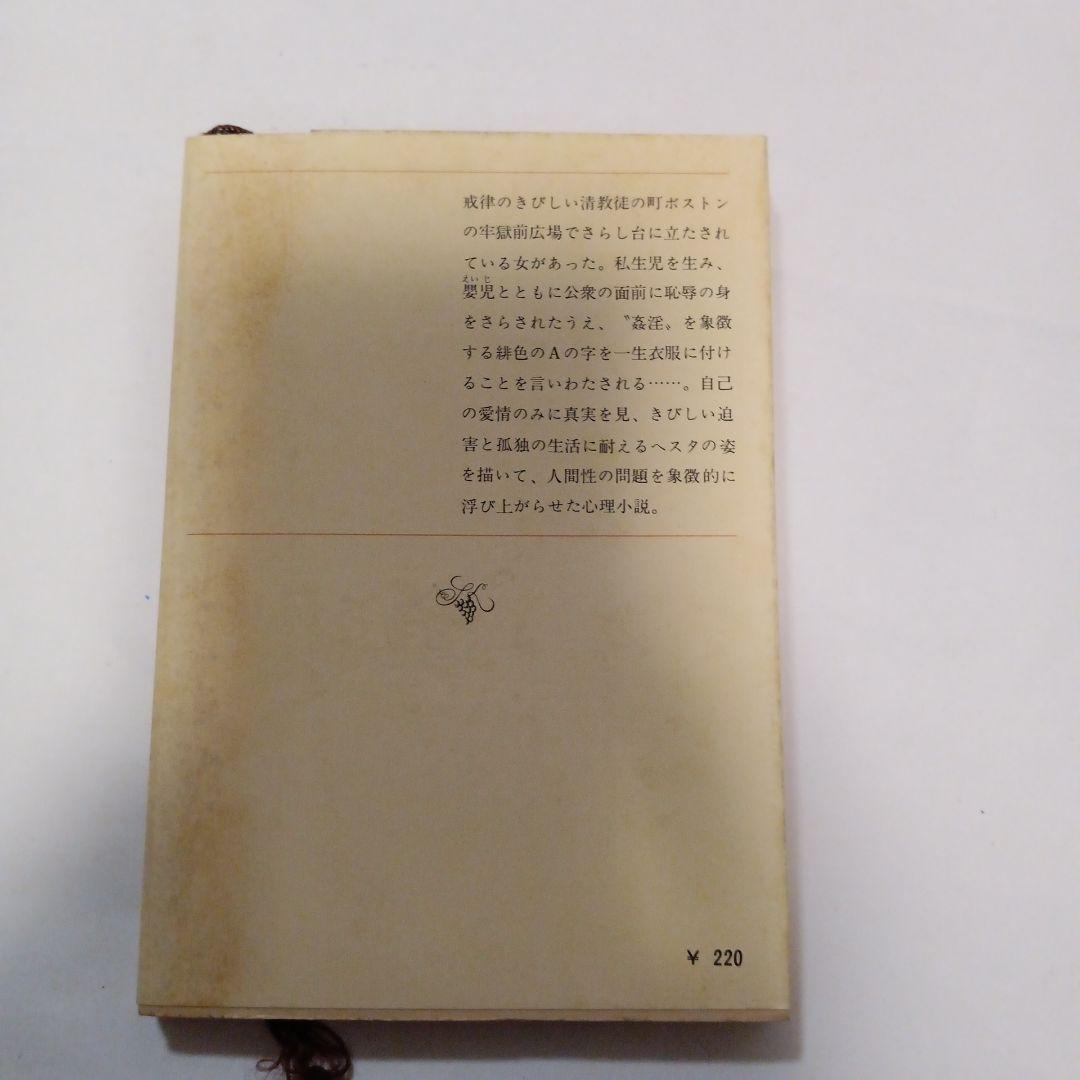 戒律のきびしい清教徒の町ボストン
の牢獄前広場でさらし台に立たされ
ている女があった。私生児を生み、
えいじ
嬰児とともに公衆の面前に恥辱の身
をさらされたうえ、〝姦淫〟を象徴
する緋色のAの字を一生衣服に付け
ることを言いわたされる……。自己
の愛情のみに真実を見、きびしい迫
害と孤独の生活に耐えるヘスタの姿
を描いて、人間性の問題を象徴的に
浮び上がらせた心理小説。
¥ 220